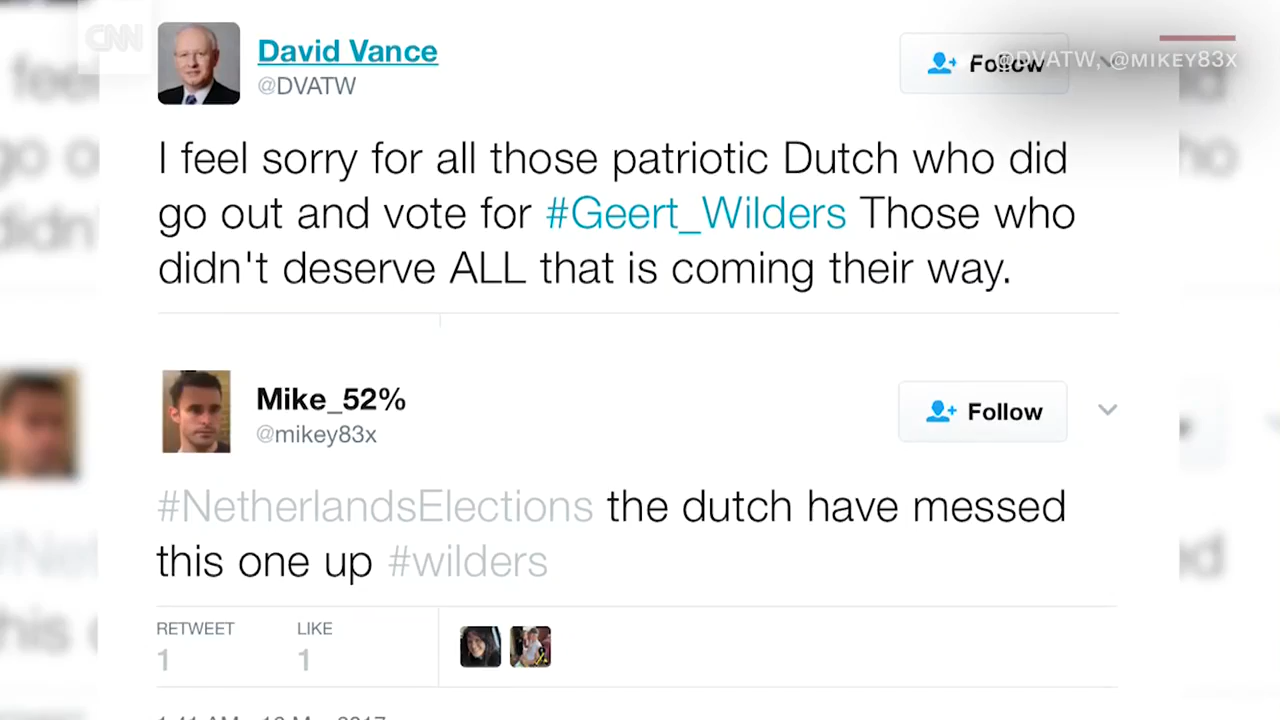 CNN
David Vance
@DVATW
Follow
@DVATW, @MIKEY83X
I feel sorry for all those patriotic Dutch who did
go out and vote for #Geert_Wilders Those who
didn't deserve ALL that is coming their way.
Mike_52%
@mikey83x
Follow
#NetherlandsElections the dutch have messed
this one up #wilders
RETWEET
LIKE
1
1